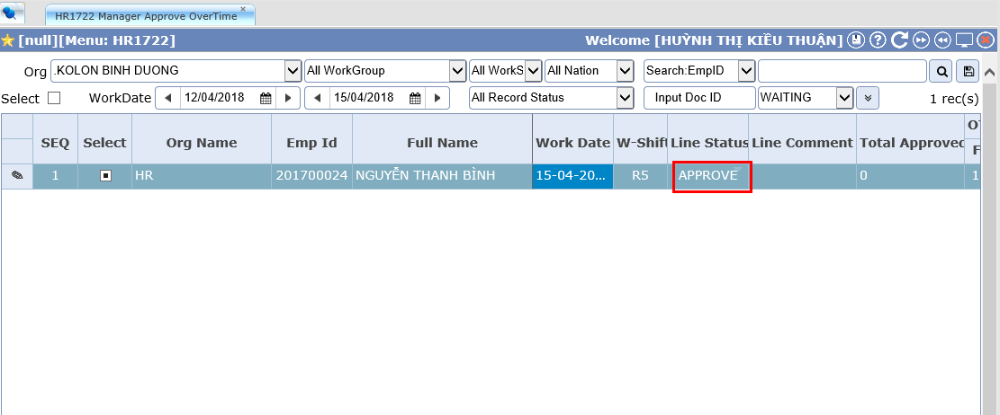 HR1722 Manager Approve OverTime ×
[null][Menu: HR1722] Welcome [HUỲNH THỊ KIỀU THUẬN]
Org .KOLON BINH DUONG All WorkGroup All WorkS All Nation Search:EmpID
Select WorkDate 12/04/2018 15/04/2018 All Record Status Input Doc ID WAITING 1 rec(s)
SEQ Select Org Name Emp Id Full Name Work Date W-Shift Line Status Line Comment Total Approved
1 HR 201700024 NGUYỄN THANH BÌNH 15-04-20... R5 APPROVE 0 1